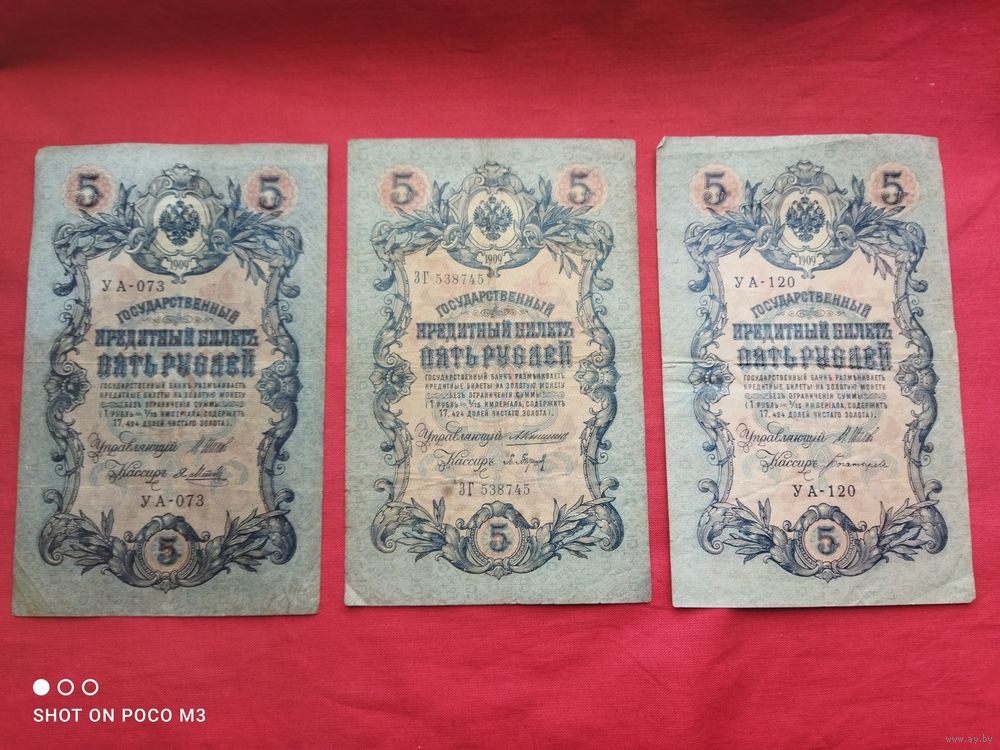 5 5
1909
УА-073
ГОСУДАРСТВЕННЫЙ
КРЕДИТНЫЙ БИЛЕТЪ
ПЯТЬ РУБЛЕЙ
ГОСУДАРСТВЕННЫЙ БАНКЪ РАЗМѢНИВАЕТЪ
КРЕДИТНЫЕ БИЛЕТЫ НА ЗОЛОТУЮ МОНЕТУ
БЕЗЪ ОГРАНИЧЕНІЯ СУММЫ
(1 РУБЛЬ = 1/15 ИМПЕРІАЛА, СОДЕРЖИТЪ
17,424 ДОЛЕЙ ЧИСТАГО ЗОЛОТА).
Управляющій
Кассиръ
УА-073
5
5 5
1909
ЗГ 538745
ГОСУДАРСТВЕННЫЙ
КРЕДИТНЫЙ БИЛЕТЪ
ПЯТЬ РУБЛЕЙ
ГОСУДАРСТВЕННЫЙ БАНКЪ РАЗМѢНИВАЕТЪ
КРЕДИТНЫЕ БИЛЕТЫ НА ЗОЛОТУЮ МОНЕТУ
БЕЗЪ ОГРАНИЧЕНІЯ СУММЫ
(1 РУБЛЬ = 1/15 ИМПЕРІАЛА, СОДЕРЖИТЪ
17,424 ДОЛЕЙ ЧИСТАГО ЗОЛОТА).
Управляющій
Кассиръ
ЗГ 538745
5
5 5
1909
УА-120
ГОСУДАРСТВЕННЫЙ
КРЕДИТНЫЙ БИЛЕТЪ
ПЯТЬ РУБЛЕЙ
ГОСУДАРСТВЕННЫЙ БАНКЪ РАЗМѢНИВАЕТЪ
КРЕДИТНЫЕ БИЛЕТЫ НА ЗОЛОТУЮ МОНЕТУ
БЕЗЪ ОГРАНИЧЕНІЯ СУММЫ
(1 РУБЛЬ = 1/15 ИМПЕРІАЛА, СОДЕРЖИТЪ
17,424 ДОЛЕЙ ЧИСТАГО ЗОЛОТА).
Управляющій
Кассиръ
УА-120
5
SHOT ON POCO M3
www.ay.by